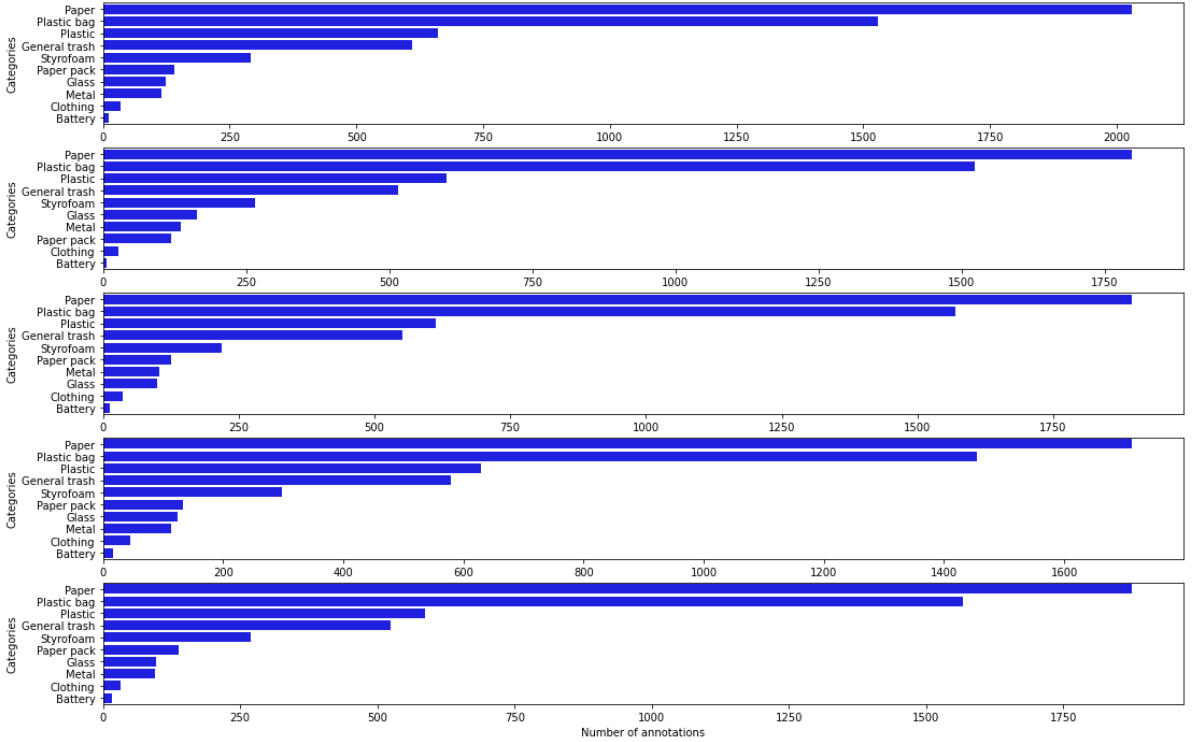 Categories
Paper
Plastic bag
Plastic
General trash
Styrofoam
Paper pack
Glass
Metal
Clothing
Battery
0 250 500 750 1000 1250 1500 1750 2000
Categories
Paper
Plastic bag
Plastic
General trash
Styrofoam
Glass
Metal
Paper pack
Clothing
Battery
0 250 500 750 1000 1250 1500 1750
Categories
Paper
Plastic bag
Plastic
General trash
Styrofoam
Paper pack
Metal
Glass
Clothing
Battery
0 250 500 750 1000 1250 1500 1750
Categories
Paper
Plastic bag
Plastic
General trash
Styrofoam
Paper pack
Glass
Metal
Clothing
Battery
0 200 400 600 800 1000 1200 1400 1600
Categories
Paper
Plastic bag
Plastic
General trash
Styrofoam
Paper pack
Glass
Metal
Clothing
Battery
0 250 500 750 1000 1250 1500 1750
Number of annotations